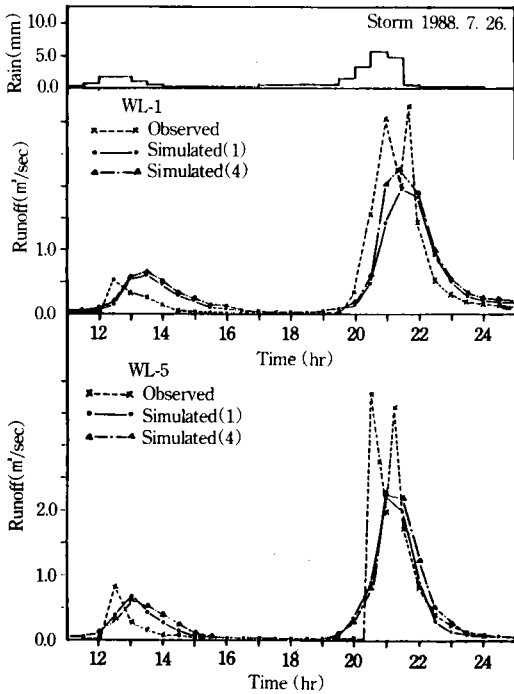 Storm 1988. 7. 26.
Rain(mm)
10.0
5.0
0.0
WL-1
Observed
Simulated(1)
Simulated(4)
Runoff(㎥/sec)
1.0
0.0
12 14 16 18 20 22 24
Time (hr)
WL-5
Observed
Simulated(1)
Simulated(4)
Runoff(㎥/sec)
2.0
1.0
0.0
12 14 16 18 20 22 24
Time (hr)